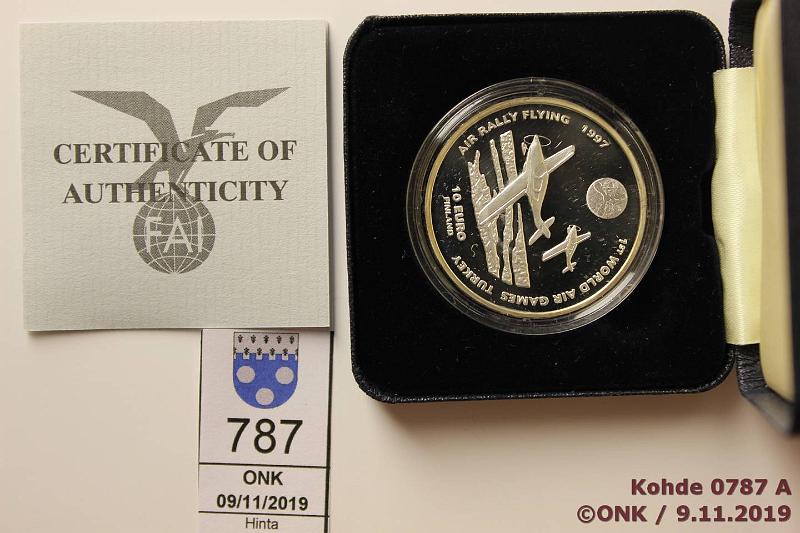 CERTIFICATE OF
AUTHENTICITY
FAI
AIR RALLY FLYING 1997
10 EURO
FINLAND
1ST WORLD AIR GAMES TURKEY
787
ONK
09/11/2019
Hinta
Kohde 0787 A
©ONK / 9.11.2019